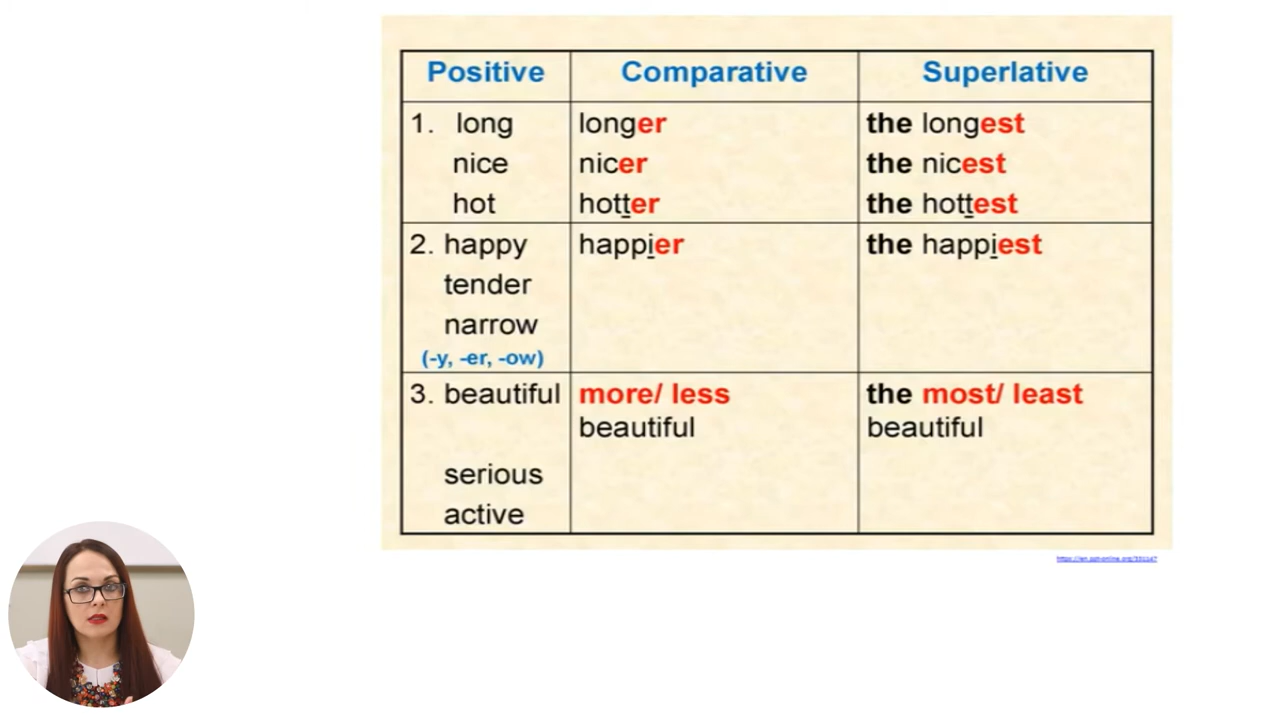 Positive Comparative Superlative
1. long longer the longest
nice nicer the nicest
hot hotter the hottest
2. happy happier the happiest
tender
narrow
(-y, -er, -ow)
3. beautiful more/ less the most/ least
beautiful beautiful
serious
active